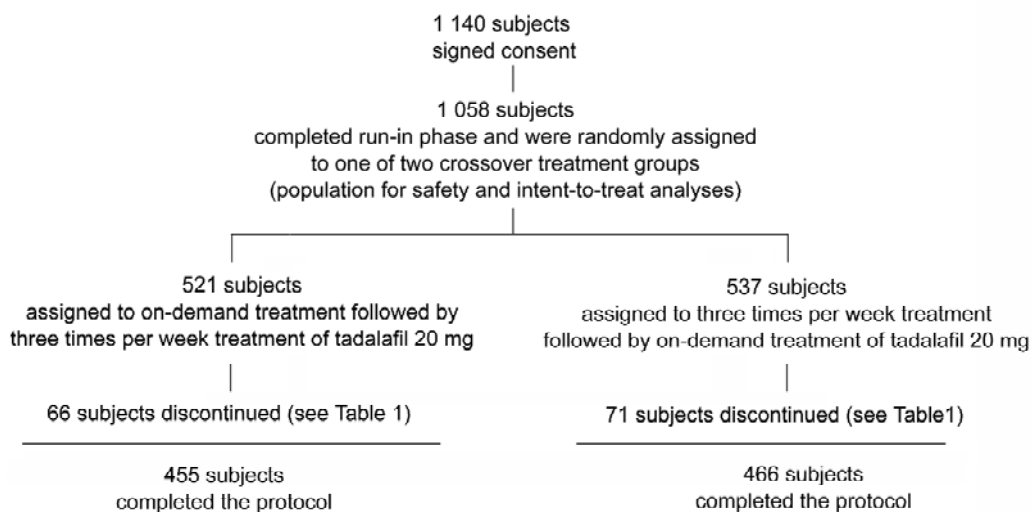 1 140 subjects
signed consent
1 058 subjects
completed run-in phase and were randomly assigned
to one of two crossover treatment groups
(population for safety and intent-to-treat analyses)
521 subjects
assigned to on-demand treatment followed by
three times per week treatment of tadalafil 20 mg
66 subjects discontinued (see Table 1)
455 subjects
completed the protocol
537 subjects
assigned to three times per week treatment
followed by on-demand treatment of tadalafil 20 mg
71 subjects discontinued (see Table1)
466 subjects
completed the protocol